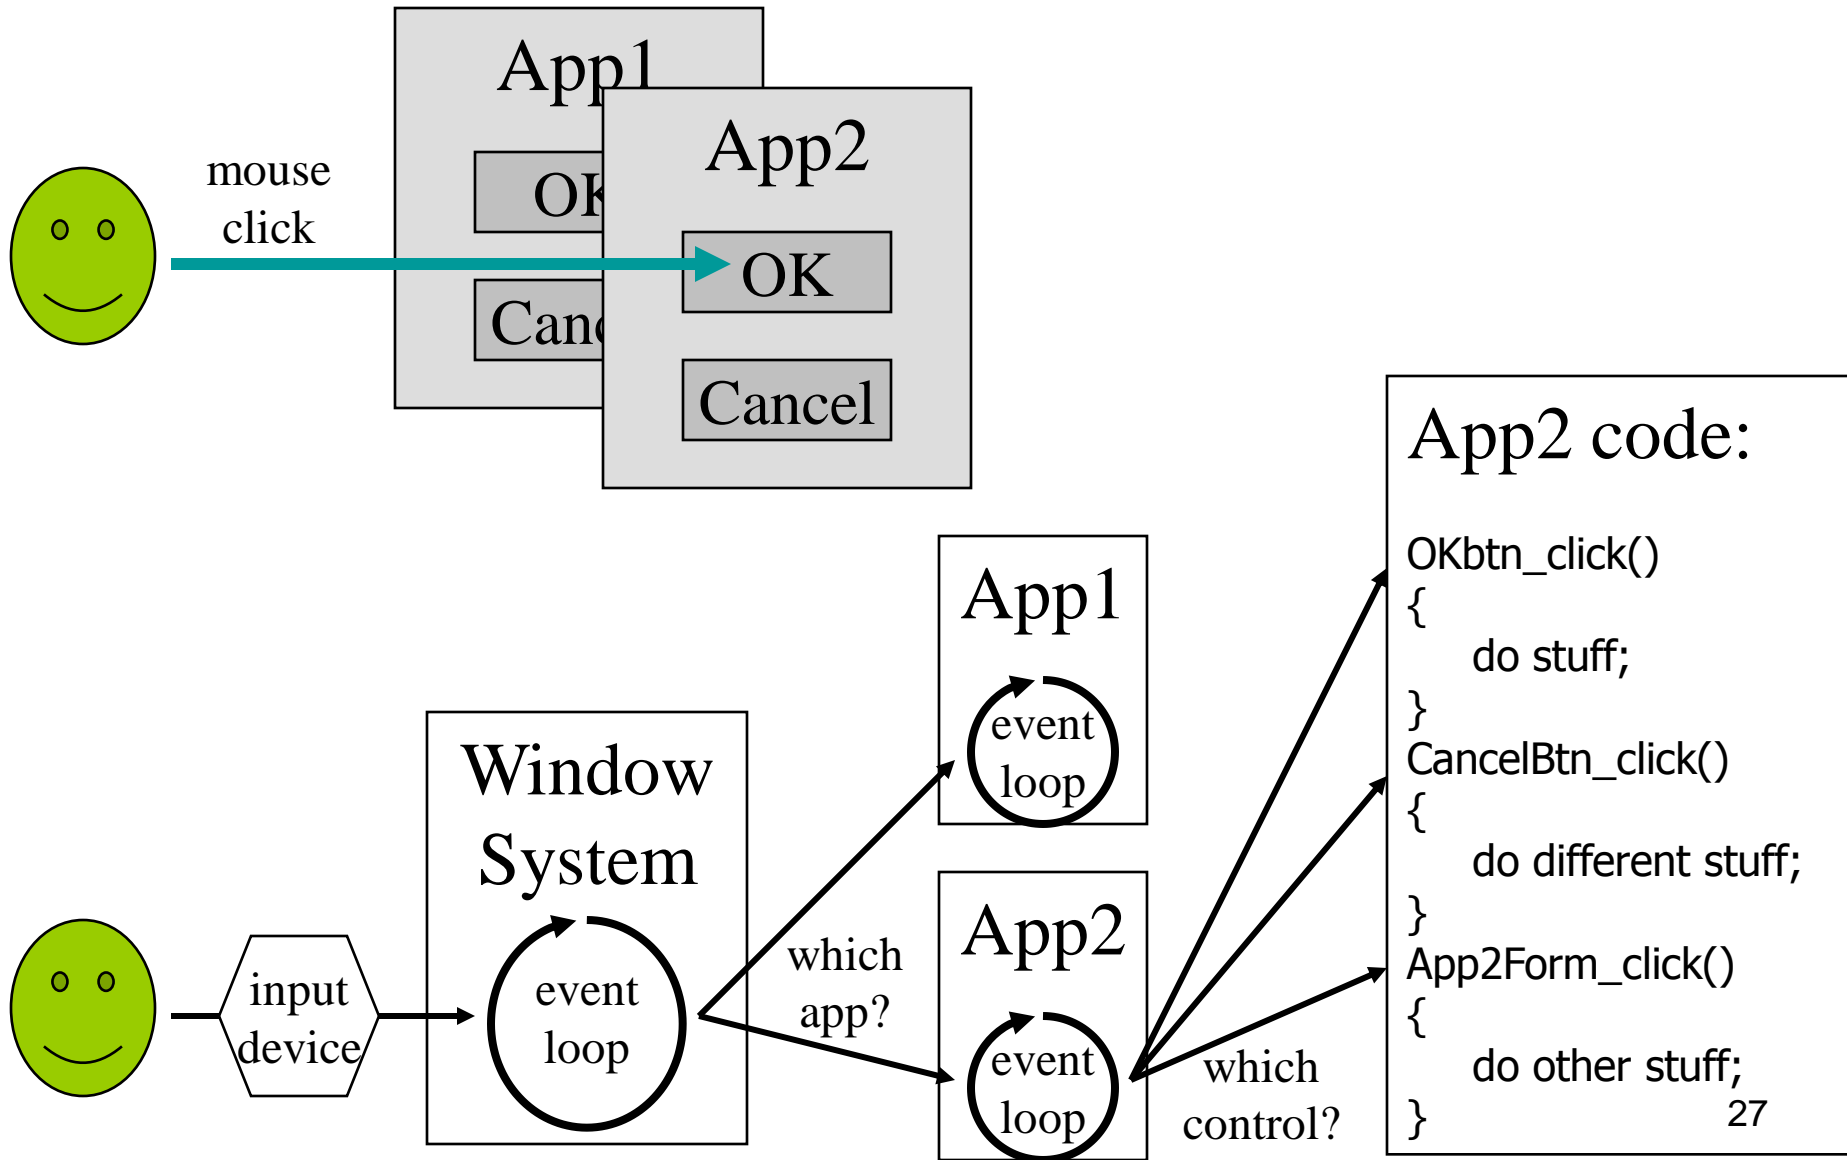 App1
OK
Canc
App2
OK
Cancel
mouse
click
App2 code:
OKbtn_click()
{
do stuff;
}
CancelBtn_click()
{
do different stuff;
}
App2Form_click()
{
do other stuff;
}
27
App1
event
loop
Window
System
event
loop
which
app?
App2
event
loop
which
control?
input
device